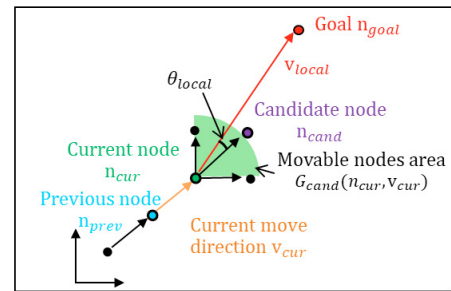 Goal n_goal
v_local
θ_local
Candidate node
n_cand
Current node
n_cur
Movable nodes area
G_cand(n_cur,v_cur)
Previous node
n_prev
Current move
direction v_cur